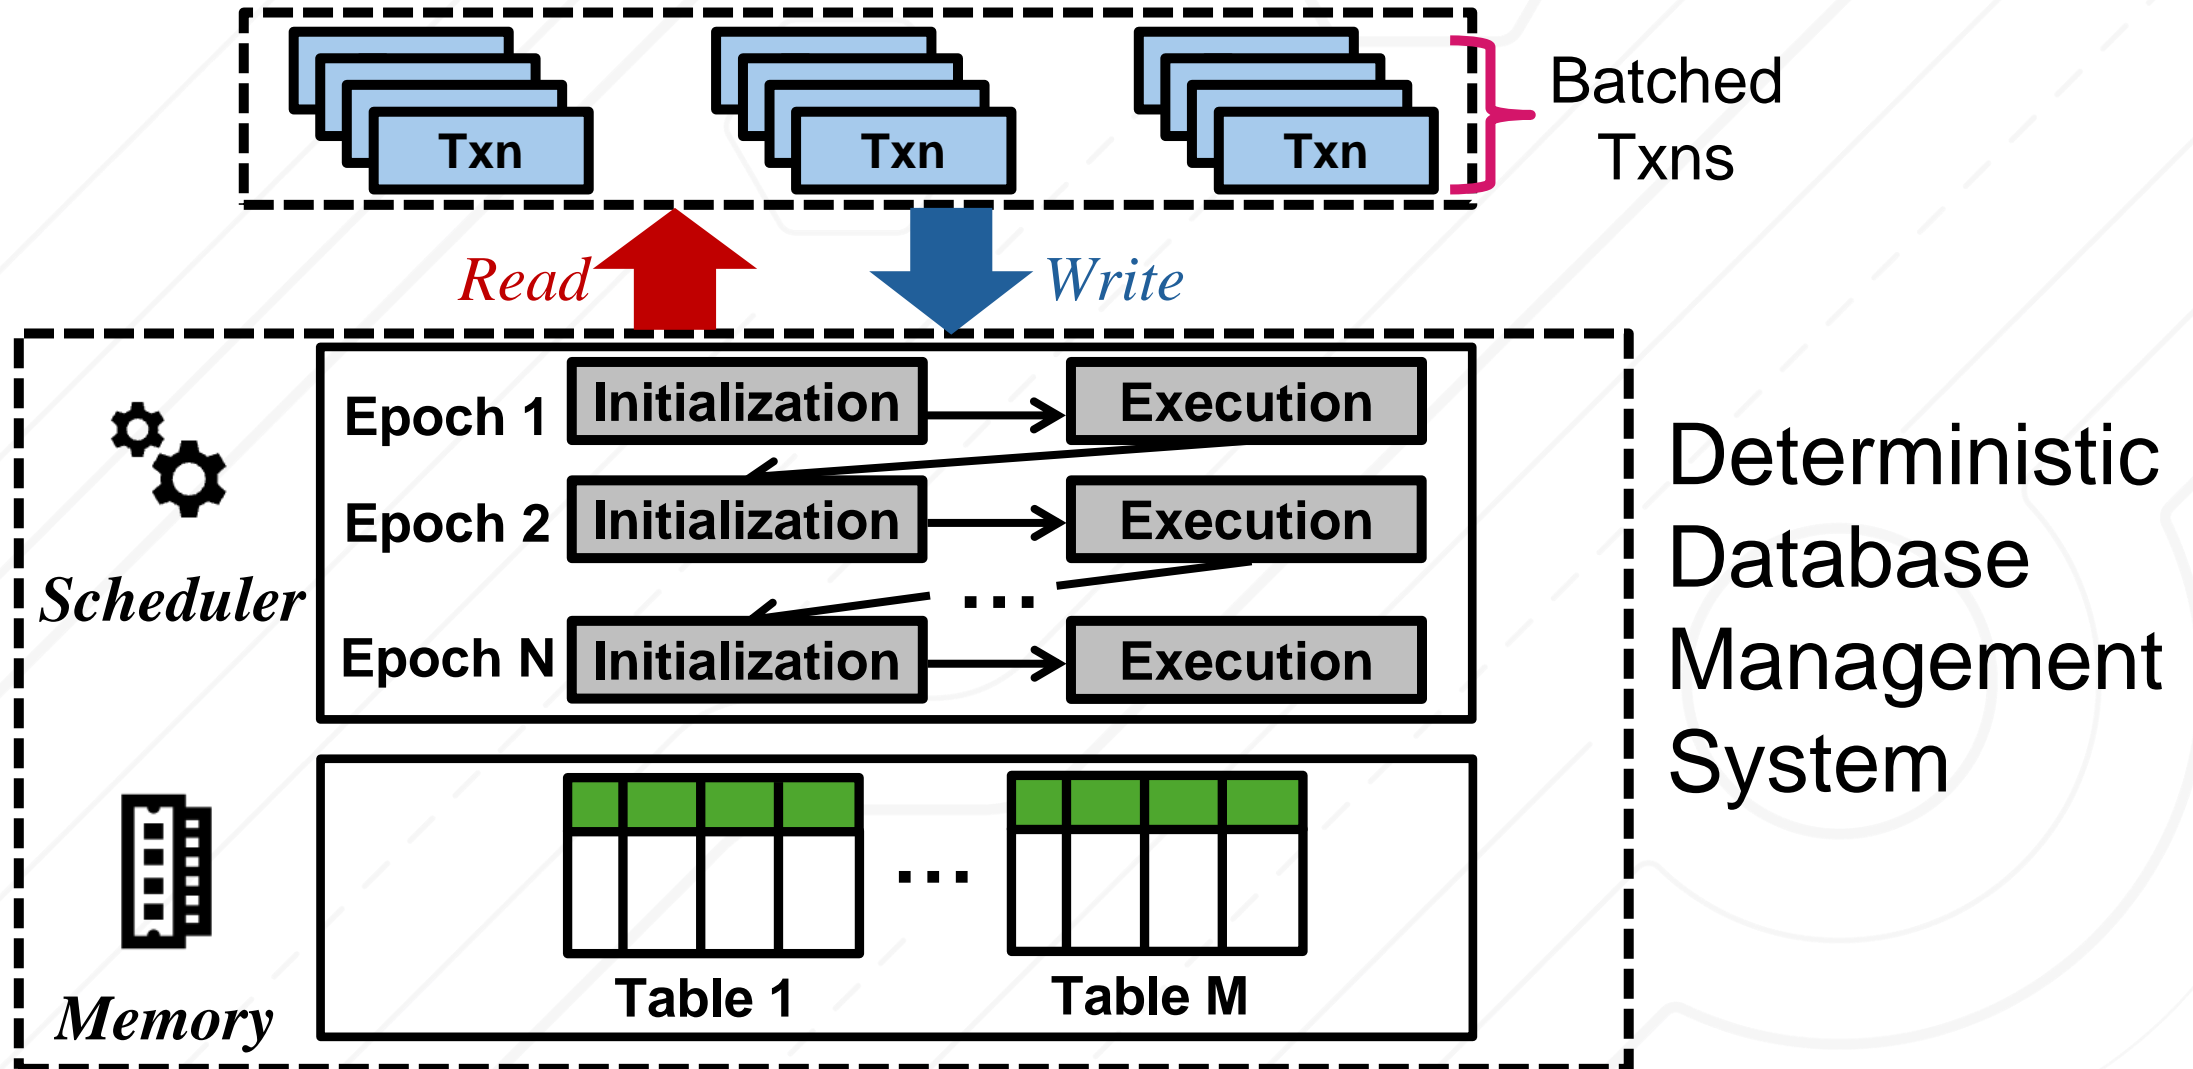 Txn
Txn
Txn
Batched
Txns
Read
Write
Epoch 1
Initialization
Execution
Epoch 2
Initialization
Execution
...
Epoch N
Initialization
Execution
Scheduler
Deterministic
Database
Management
System
...
Table 1
Table M
Memory